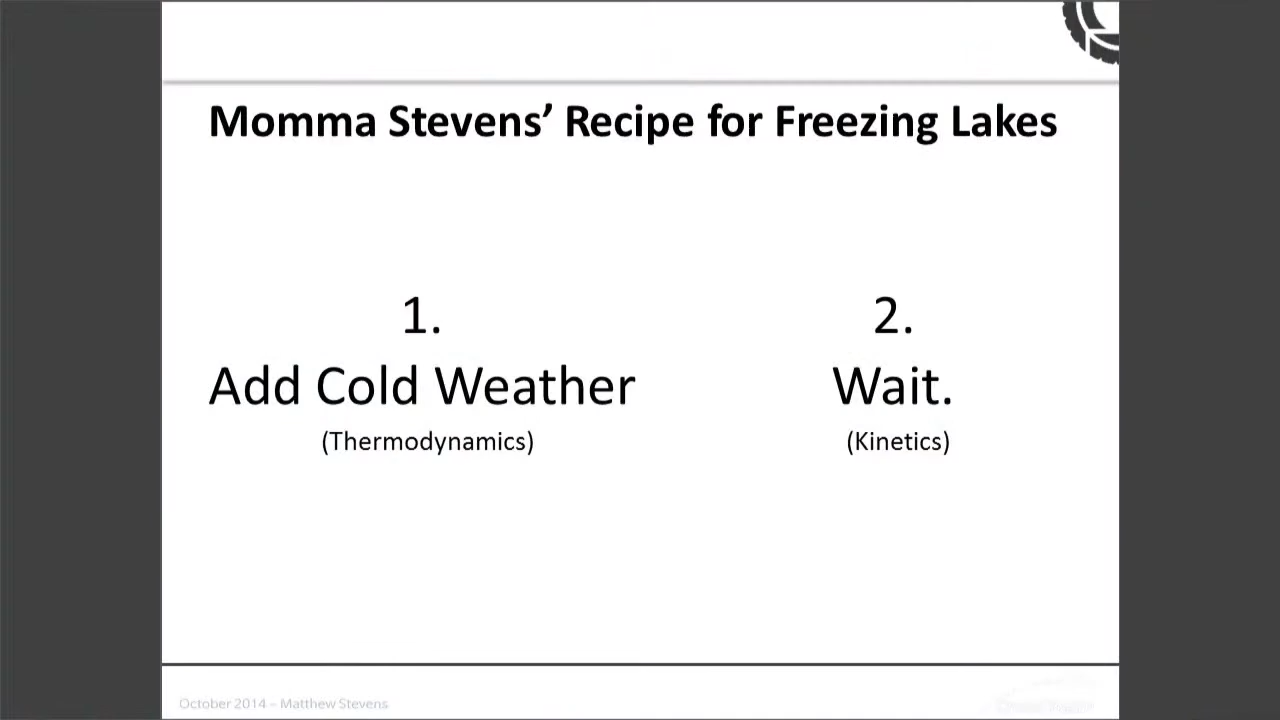 Momma Stevens’ Recipe for Freezing Lakes
1.
Add Cold Weather
(Thermodynamics)
2.
Wait.
(Kinetics)
October 2014 – Matthew Stevens